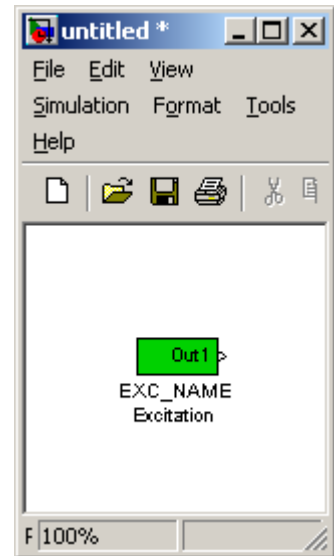 untitled *
File Edit View
Simulation Format Tools
Help
Out1
EXC_NAME
Excitation
F 100%